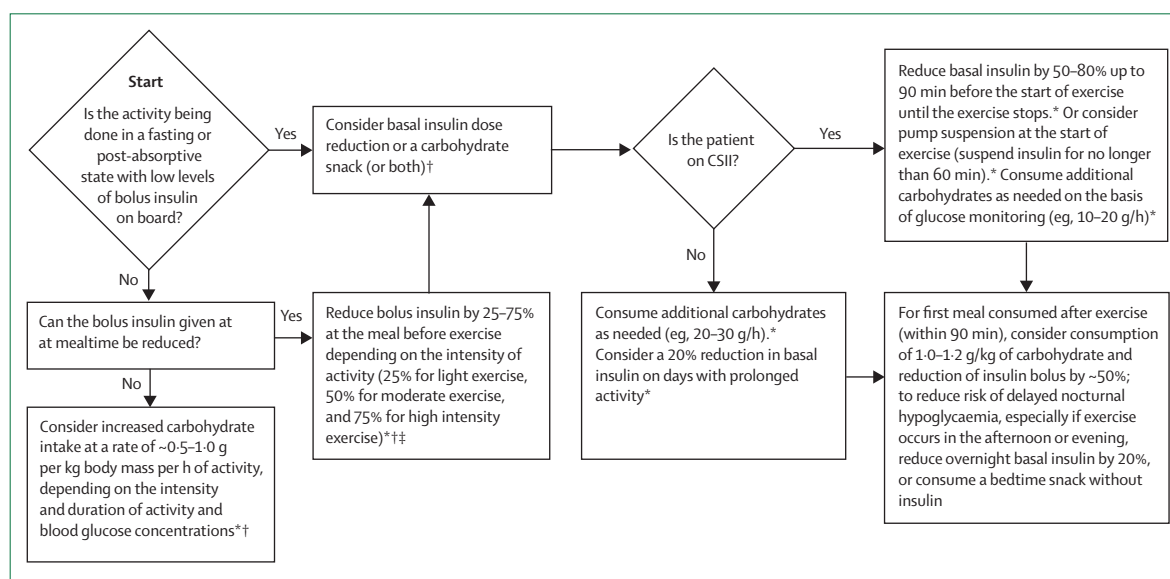 Start
Is the activity being
done in a fasting or
post-absorptive
state with low levels
of bolus insulin
on board?
Yes
Consider basal insulin dose
reduction or a carbohydrate
snack (or both)†
Is the patient
on CSII?
Yes
Reduce basal insulin by 50–80% up to
90 min before the start of exercise
until the exercise stops.* Or consider
pump suspension at the start of
exercise (suspend insulin for no longer
than 60 min).* Consume additional
carbohydrates as needed on the basis
of glucose monitoring (eg, 10–20 g/h)*
No
Can the bolus insulin given at
at mealtime be reduced?
Yes
Reduce bolus insulin by 25–75%
at the meal before exercise
depending on the intensity of
activity (25% for light exercise,
50% for moderate exercise,
and 75% for high intensity
exercise)*†‡
No
Consume additional carbohydrates
as needed (eg, 20–30 g/h).*
Consider a 20% reduction in basal
insulin on days with prolonged
activity*
For first meal consumed after exercise
(within 90 min), consider consumption
of 1·0–1·2 g/kg of carbohydrate and
reduction of insulin bolus by ~50%;
to reduce risk of delayed nocturnal
hypoglycaemia, especially if exercise
occurs in the afternoon or evening,
reduce overnight basal insulin by 20%,
or consume a bedtime snack without
insulin
No
Consider increased carbohydrate
intake at a rate of ~0·5–1·0 g
per kg body mass per h of activity,
depending on the intensity
and duration of activity and
blood glucose concentrations*†